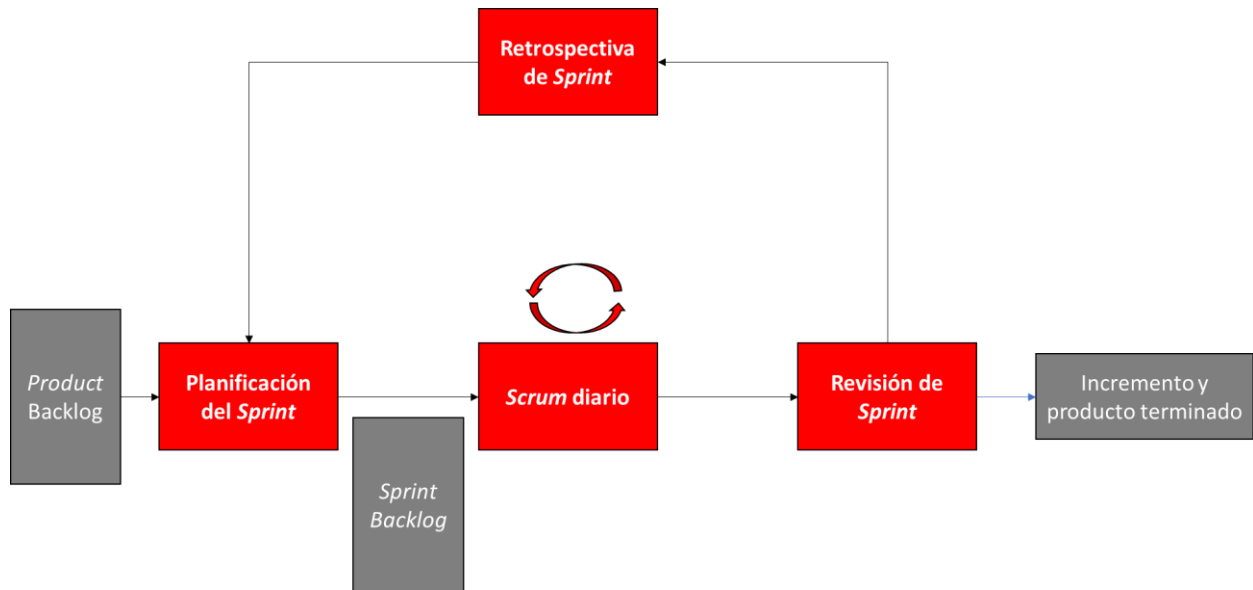 Retrospectiva
de Sprint
Product
Backlog
Planificación
del Sprint
Scrum diario
Revisión de
Sprint
Incremento y
producto terminado
Sprint
Backlog